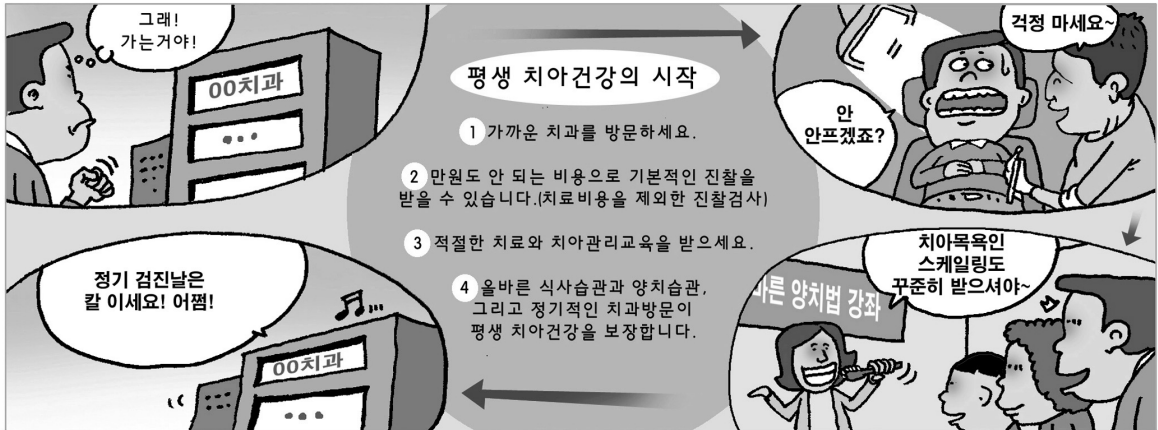 그래!
가는거야!
OO치과
평생 치아건강의 시작
1 가까운 치과를 방문하세요.
2 만원도 안 되는 비용으로 기본적인 진찰을
받을 수 있습니다.(치료비용을 제외한 진찰검사)
3 적절한 치료와 치아관리교육을 받으세요.
4 올바른 식사습관과 양치습관,
그리고 정기적인 치과방문이
평생 치아건강을 보장합니다.
걱정 마세요~
안
안프겠죠?
치아목욕인
스케일링도
꾸준히 받으셔야~
바른 양치법 강좌
정기 검진날은
칼 이세요! 어쩜!
OO치과